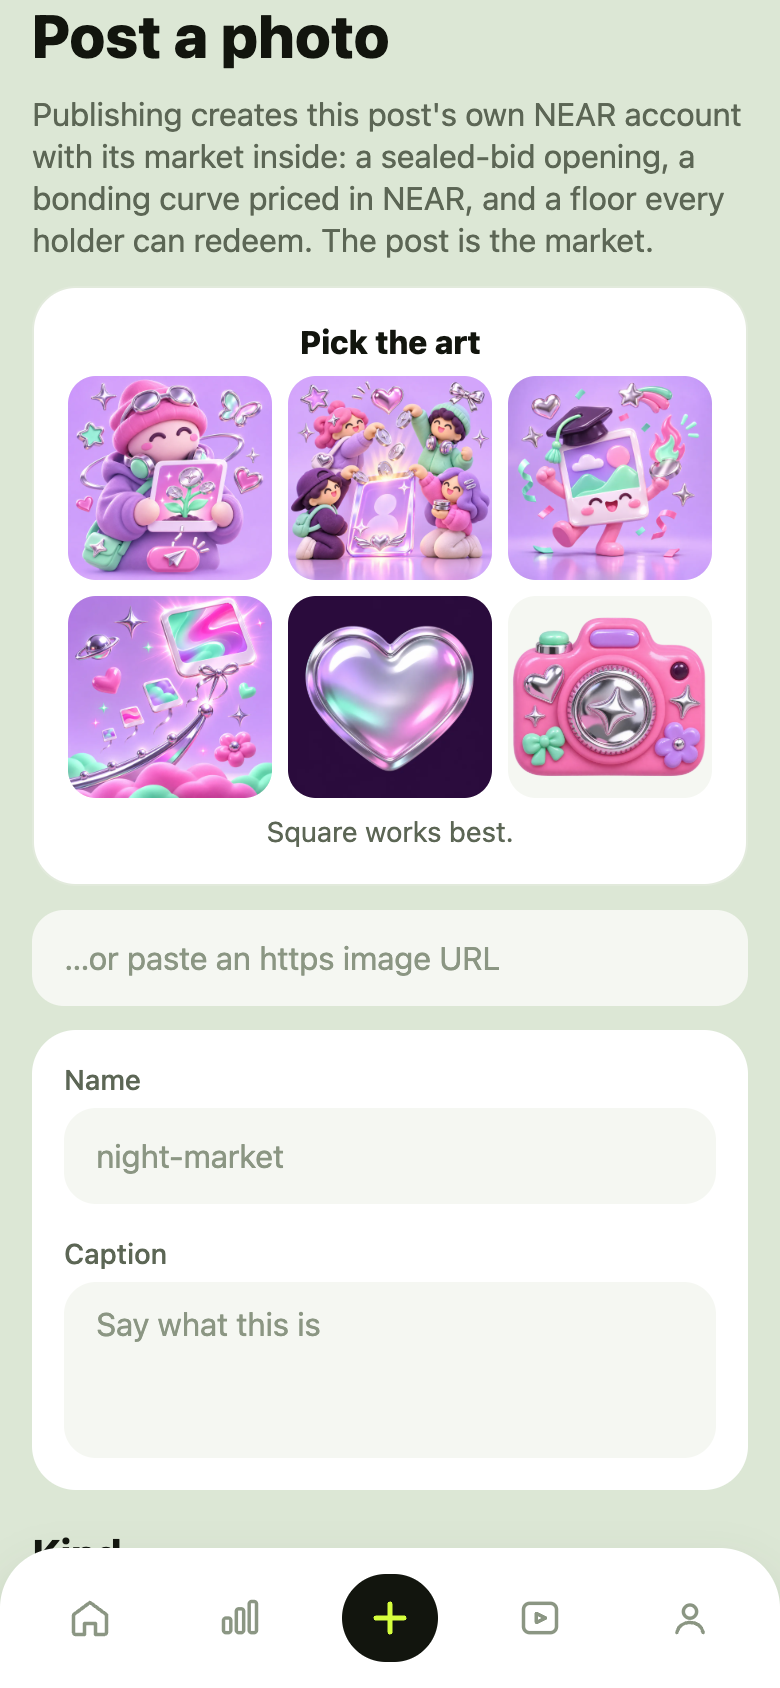 Post a photo
Publishing creates this post's own NEAR account
with its market inside: a sealed-bid opening, a
bonding curve priced in NEAR, and a floor every
holder can redeem. The post is the market.
Pick the art
Square works best.
...or paste an https image URL
Name
night-market
Caption
Say what this is
Kind